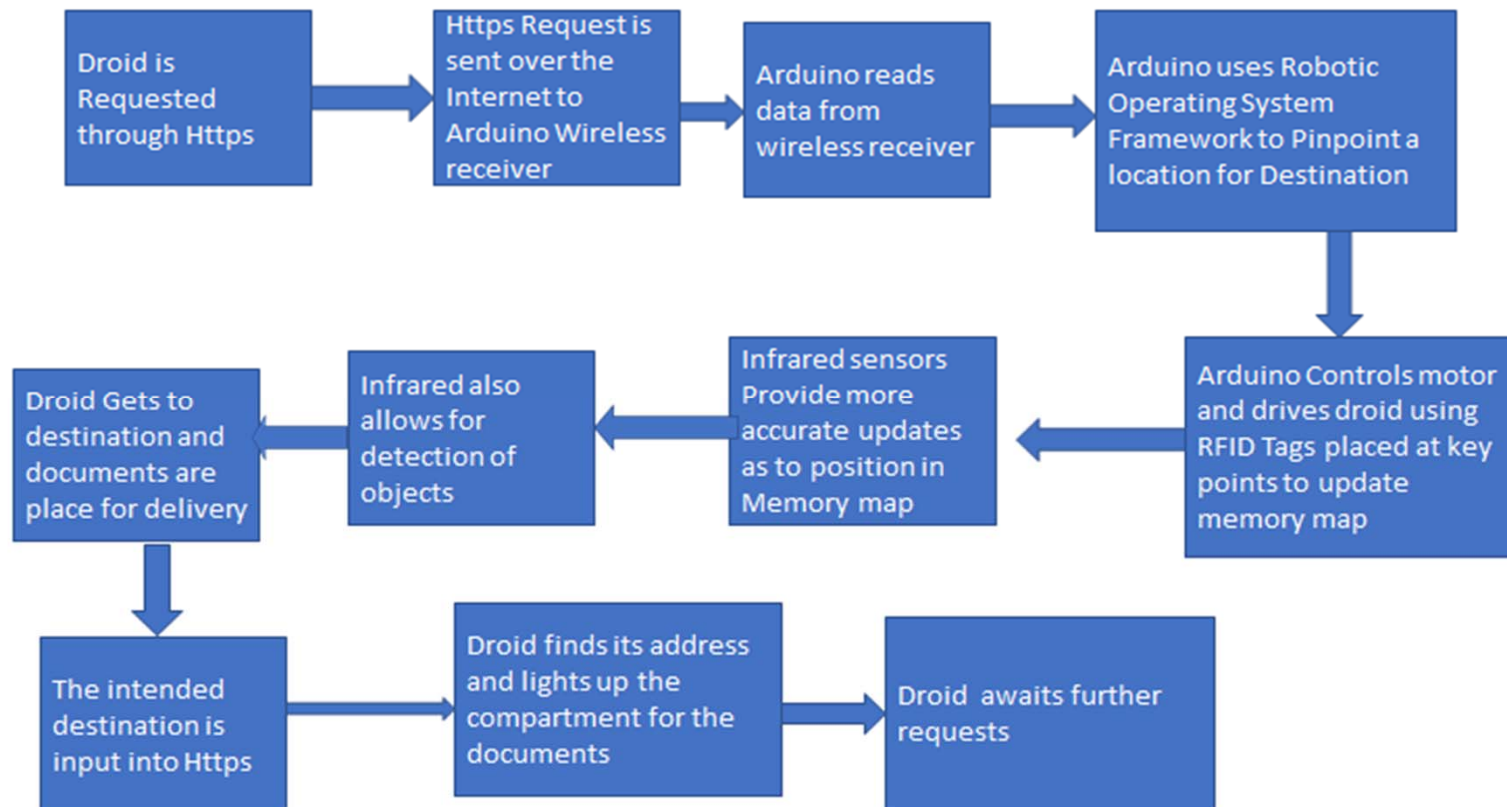 Droid is
Requested
through Https
Https Request is
sent over the
Internet to
Arduino Wireless
receiver
Arduino reads
data from
wireless receiver
Arduino uses Robotic
Operating System
Framework to Pinpoint a
location for Destination
Arduino Controls motor
and drives droid using
RFID Tags placed at key
points to update
memory map
Infrared sensors
Provide more
accurate updates
as to position in
Memory map
Infrared also
allows for
detection of
objects
Droid Gets to
destination and
documents are
place for delivery
The intended
destination is
input into Https
Droid finds its address
and lights up the
compartment for the
documents
Droid awaits further
requests